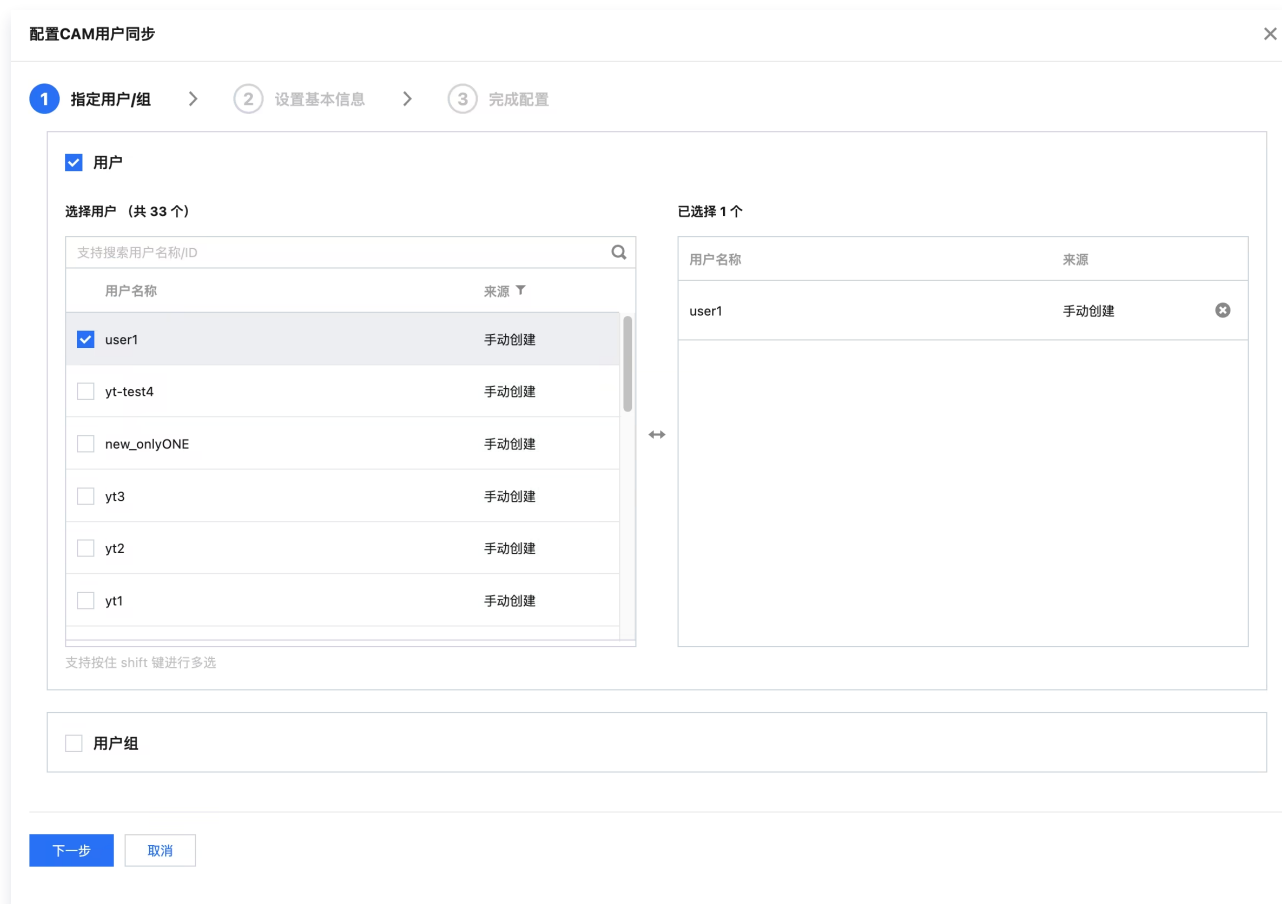 配置CAM用户同步
1 指定用户/组 2 设置基本信息 3 完成配置
用户
选择用户 （共 33 个）
已选择 1 个
支持搜索用户名称/ID
用户名称 来源
用户名称 来源
user1 手动创建
user1 手动创建
yt-test4 手动创建
new_onlyONE 手动创建
yt3 手动创建
yt2 手动创建
yt1 手动创建
支持按住 shift 键进行多选
用户组
下一步 取消